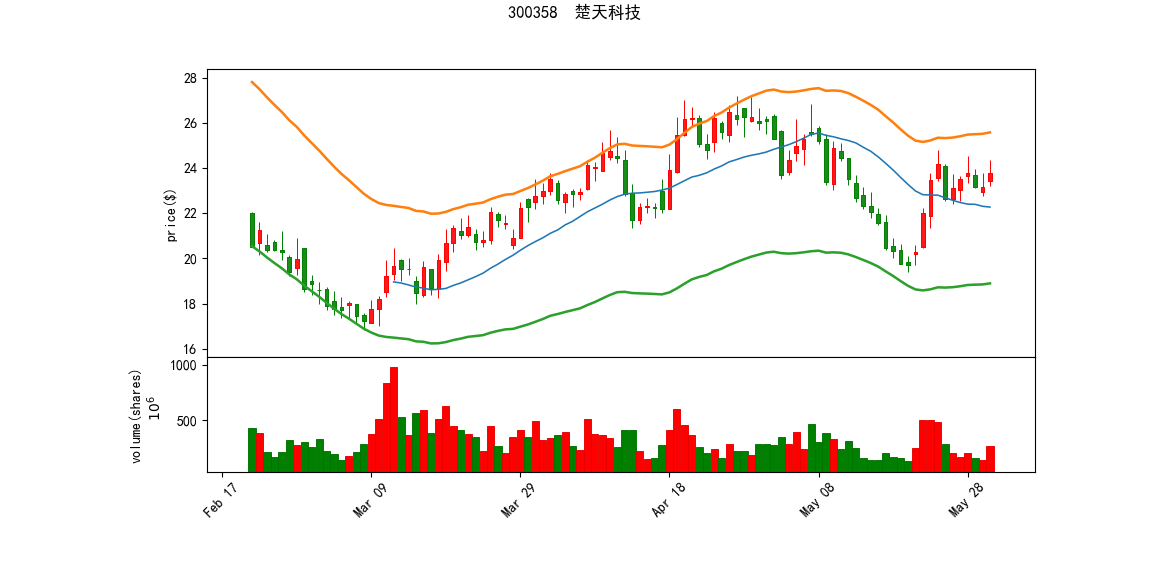 300358 楚天科技
28
26
24
22
20
18
16
price($)
1000
500
volume(shares)
10^6
Feb 17
Mar 09
Mar 29
Apr 18
May 08
May 28